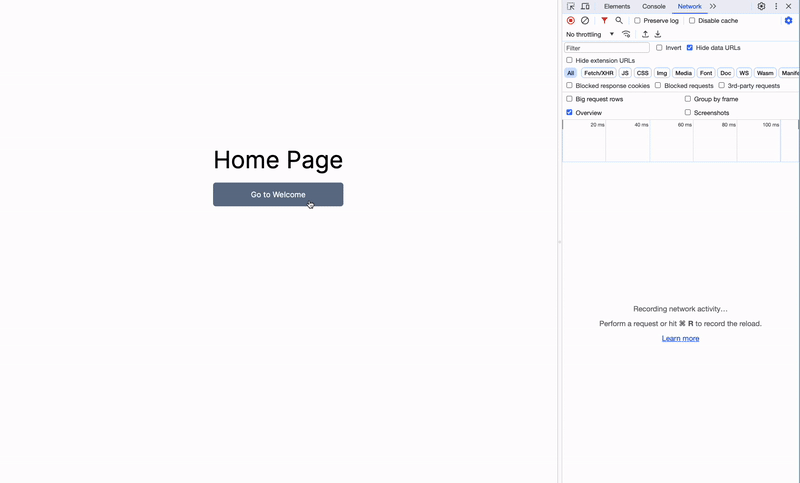 Home Page
Go to Welcome
Elements Console Network
Preserve log Disable cache
No throttling
Filter Invert Hide data URLs
Hide extension URLs
All Fetch/XHR JS CSS Img Media Font Doc WS Wasm Manife
Blocked response cookies Blocked requests 3rd-party requests
Big request rows Group by frame
Overview Screenshots
20 ms 40 ms 60 ms 80 ms 100 ms
Recording network activity…
Perform a request or hit ⌘ R to record the reload.
Learn more